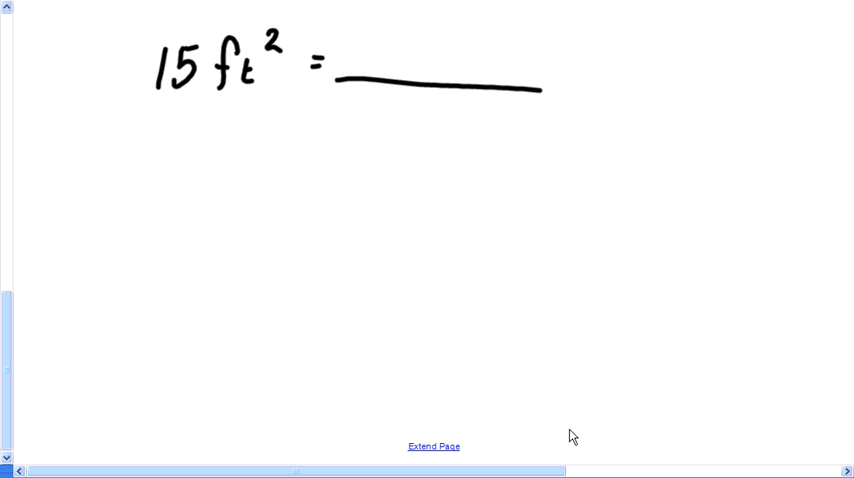 15 ft² = ________
Extend Page